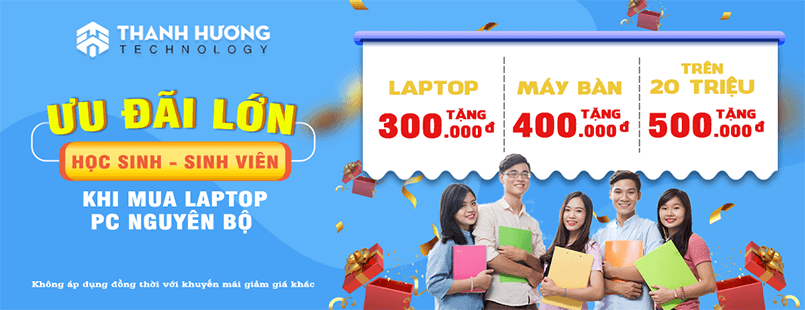 THANH HƯƠNG
TECHNOLOGY
ƯU ĐÃI LỚN
HỌC SINH - SINH VIÊN
KHI MUA LAPTOP
PC NGUYÊN BỘ
Không áp dụng đồng thời với khuyến mãi giảm giá khác
LAPTOP
TẶNG
300.000đ
MÁY BÀN
TẶNG
400.000đ
TRÊN
20 TRIỆU
TẶNG
500.000đ